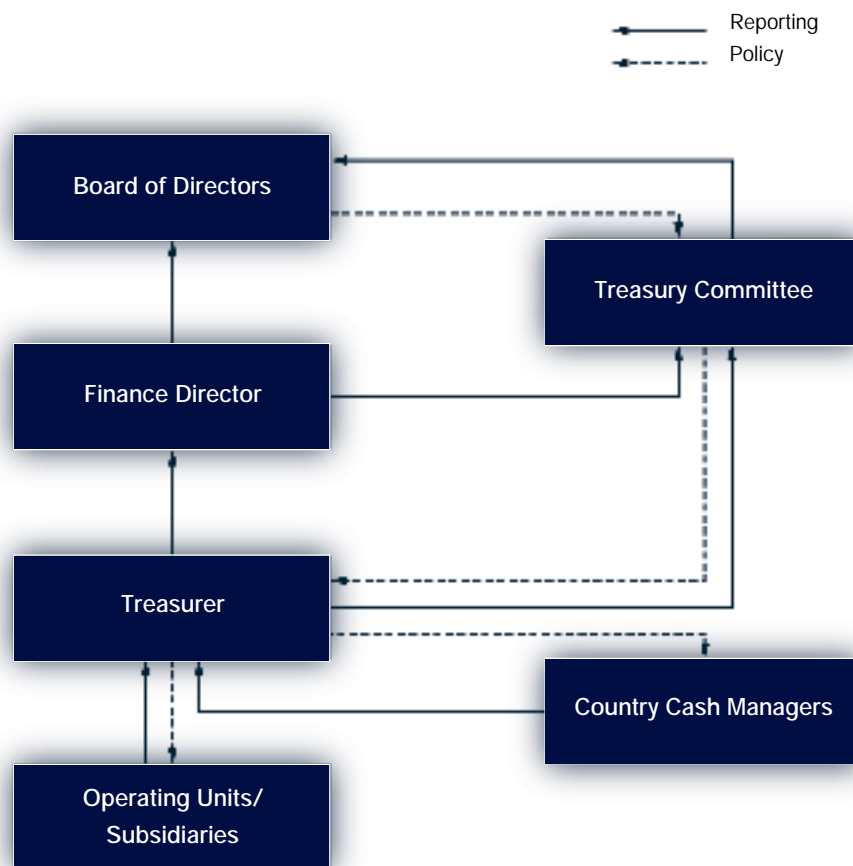 Reporting
Policy
Board of Directors
Treasury Committee
Finance Director
Treasurer
Country Cash Managers
Operating Units/
Subsidiaries